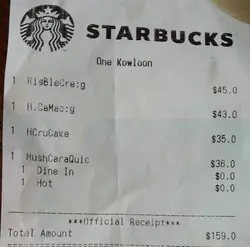 STARBUCKS
One Kowloon
1 RisBleCre:g $45.0
1 H.CaMac:g $43.0
1 HCruCaxe $35.0
1 MushCaraQuic $36.0
1 Dine In $0.0
1 Hot $0.0
***Official Receipt***
Total Amount $159.0